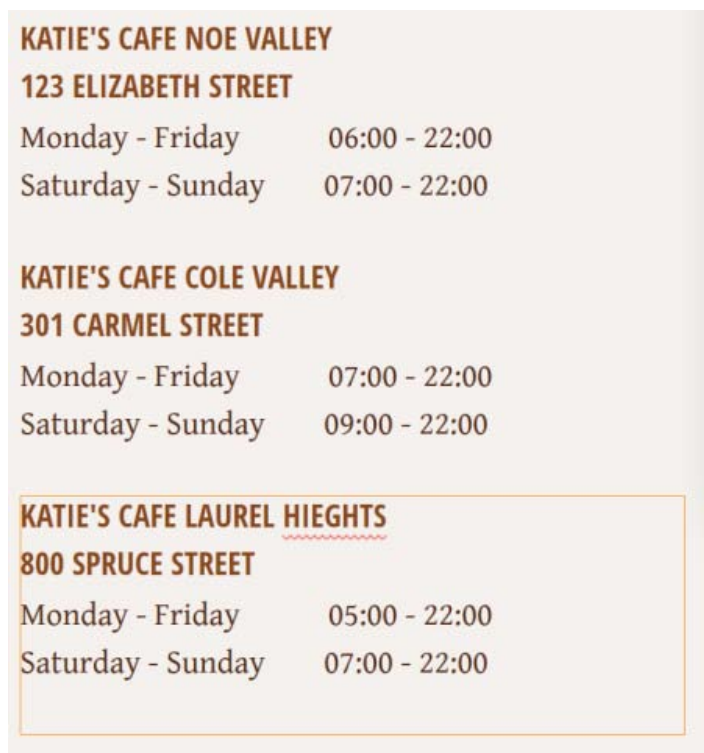 KATIE'S CAFE NOE VALLEY
123 ELIZABETH STREET
Monday - Friday 06:00 - 22:00
Saturday - Sunday 07:00 - 22:00
KATIE'S CAFE COLE VALLEY
301 CARMEL STREET
Monday - Friday 07:00 - 22:00
Saturday - Sunday 09:00 - 22:00
KATIE'S CAFE LAUREL HIEGHTS
800 SPRUCE STREET
Monday - Friday 05:00 - 22:00
Saturday - Sunday 07:00 - 22:00